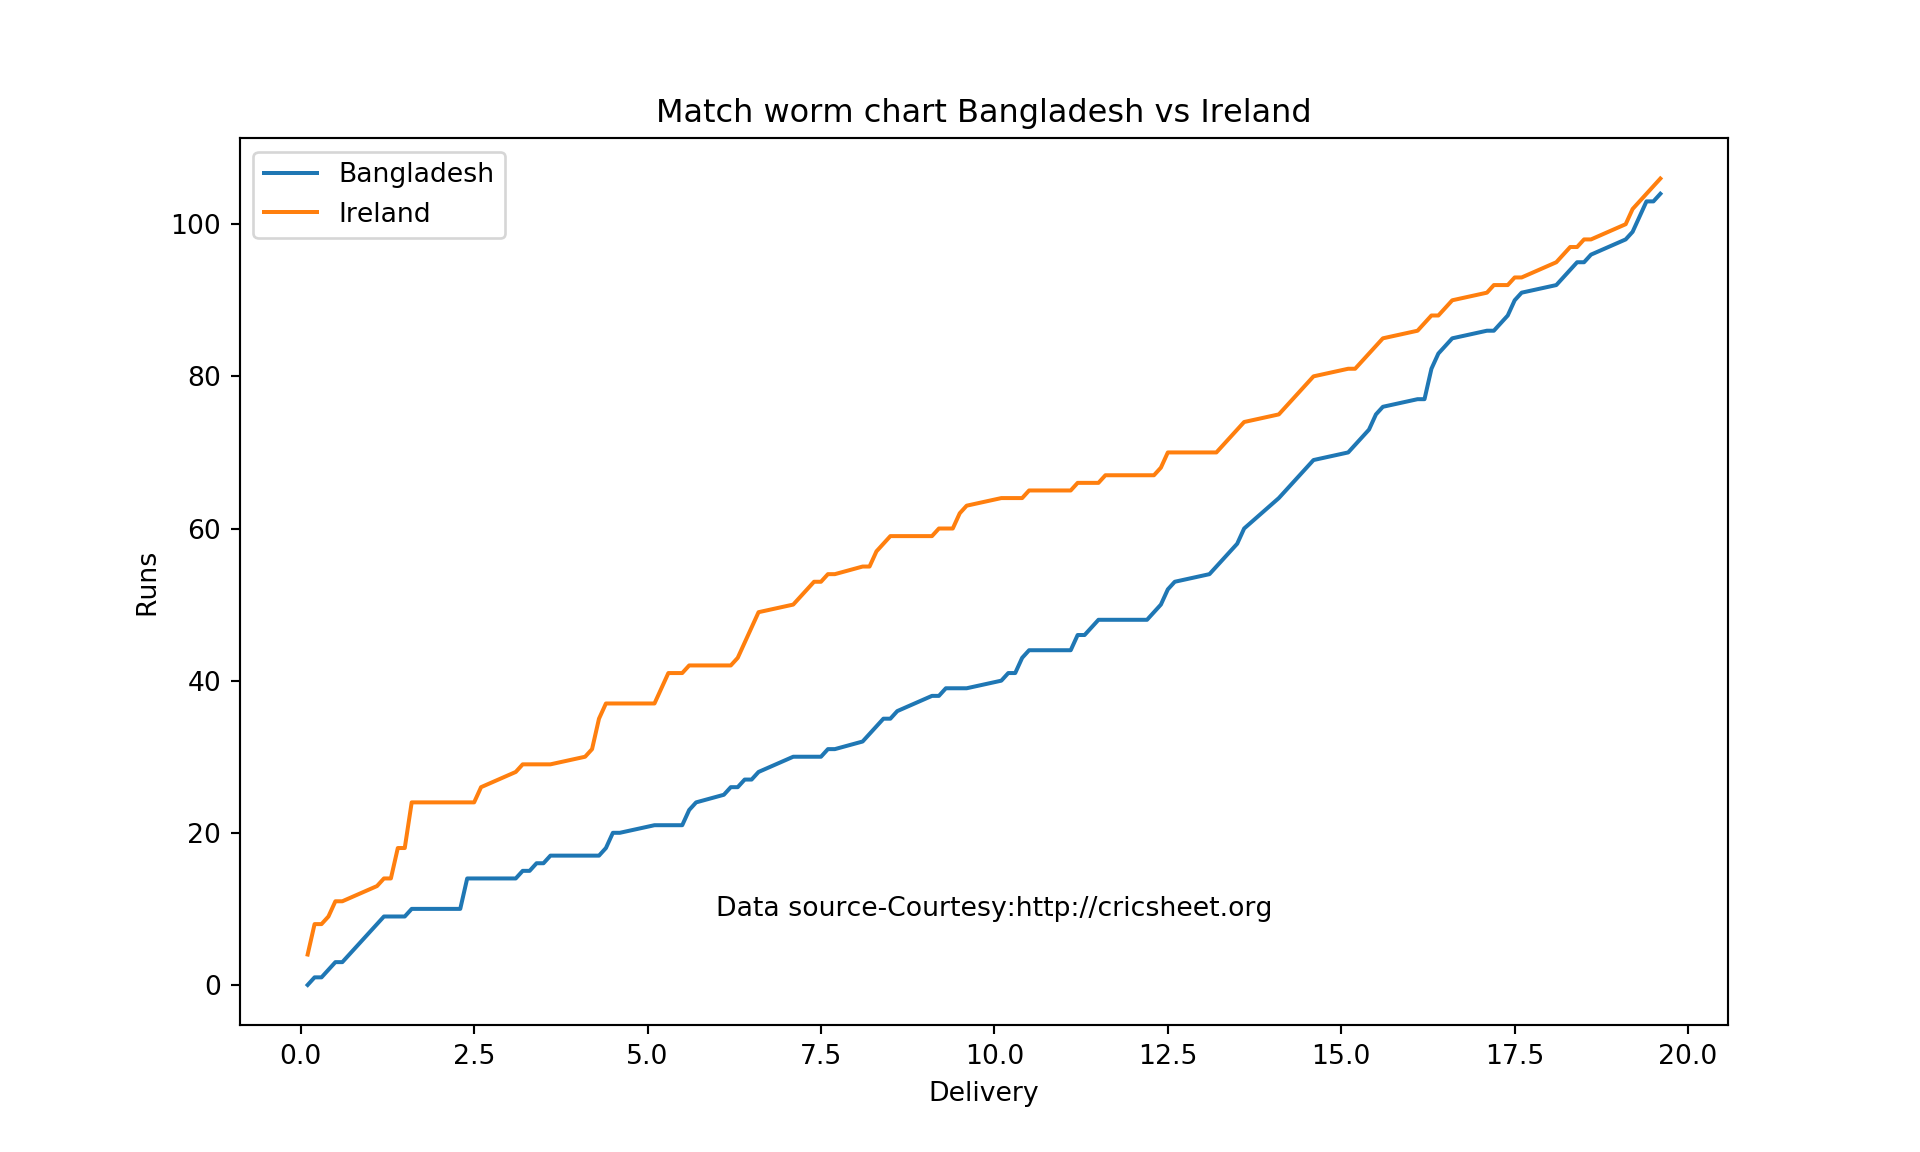 Match worm chart Bangladesh vs Ireland
Bangladesh
Ireland
100
80
60
40
20
0
Runs
Data source-Courtesy:http://cricsheet.org
0.0 2.5 5.0 7.5 10.0 12.5 15.0 17.5 20.0
Delivery